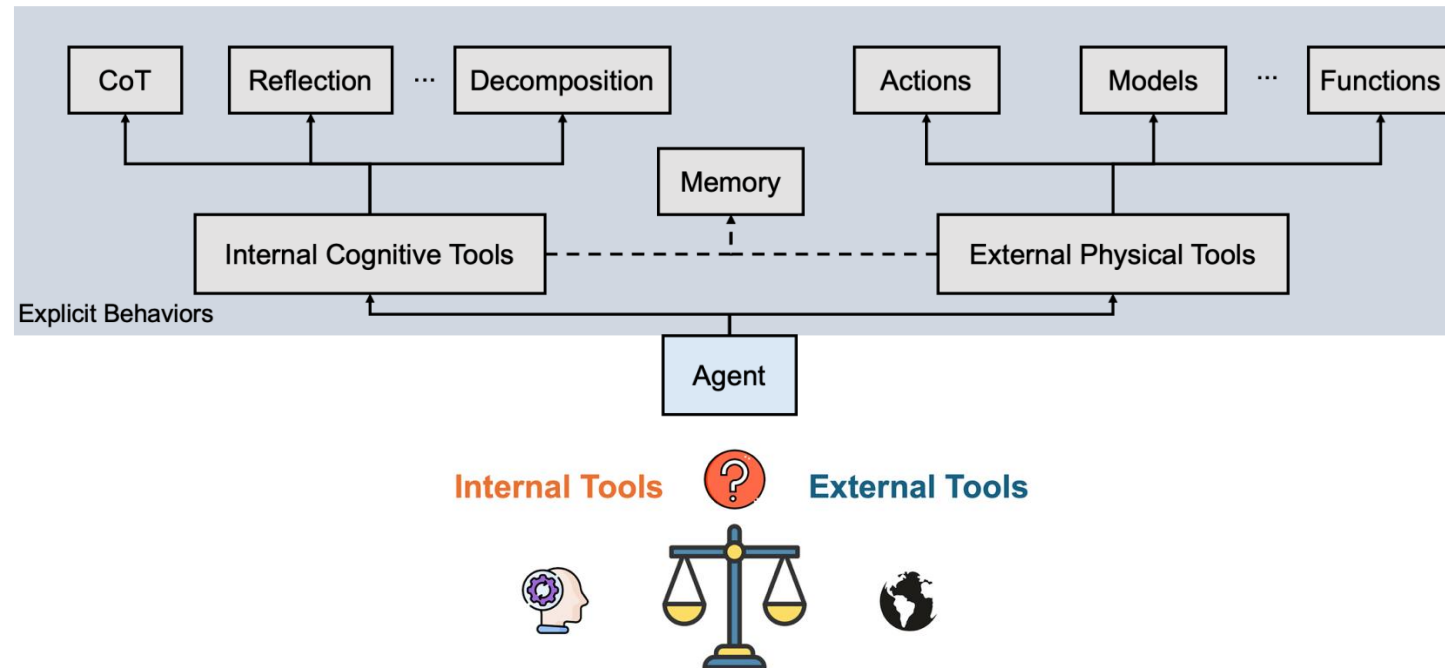 CoT
Reflection
...
Decomposition
Actions
Models
...
Functions
Memory
Internal Cognitive Tools
External Physical Tools
Explicit Behaviors
Agent
Internal Tools
?
External Tools